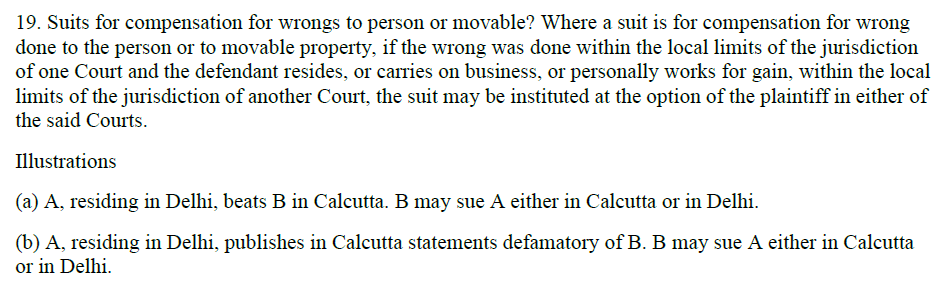 19. Suits for compensation for wrongs to person or movable? Where a suit is for compensation for wrong
done to the person or to movable property, if the wrong was done within the local limits of the jurisdiction
of one Court and the defendant resides, or carries on business, or personally works for gain, within the local
limits of the jurisdiction of another Court, the suit may be instituted at the option of the plaintiff in either of
the said Courts.
Illustrations
(a) A, residing in Delhi, beats B in Calcutta. B may sue A either in Calcutta or in Delhi.
(b) A, residing in Delhi, publishes in Calcutta statements defamatory of B. B may sue A either in Calcutta
or in Delhi.